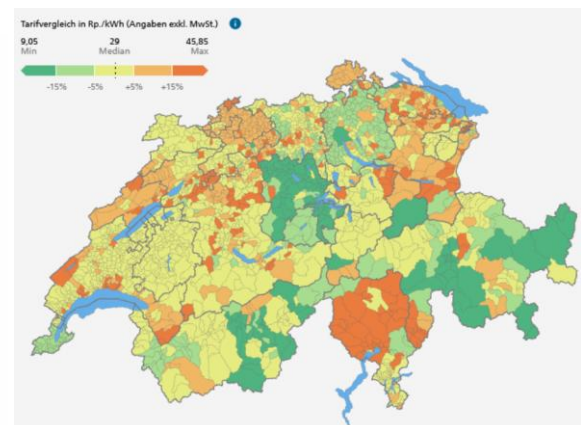 Tarifvergleich in Rp./kWh (Angaben exkl. MwSt.) i
9,05 29 45,85
Min Median Max
-15% -5% +5% +15%